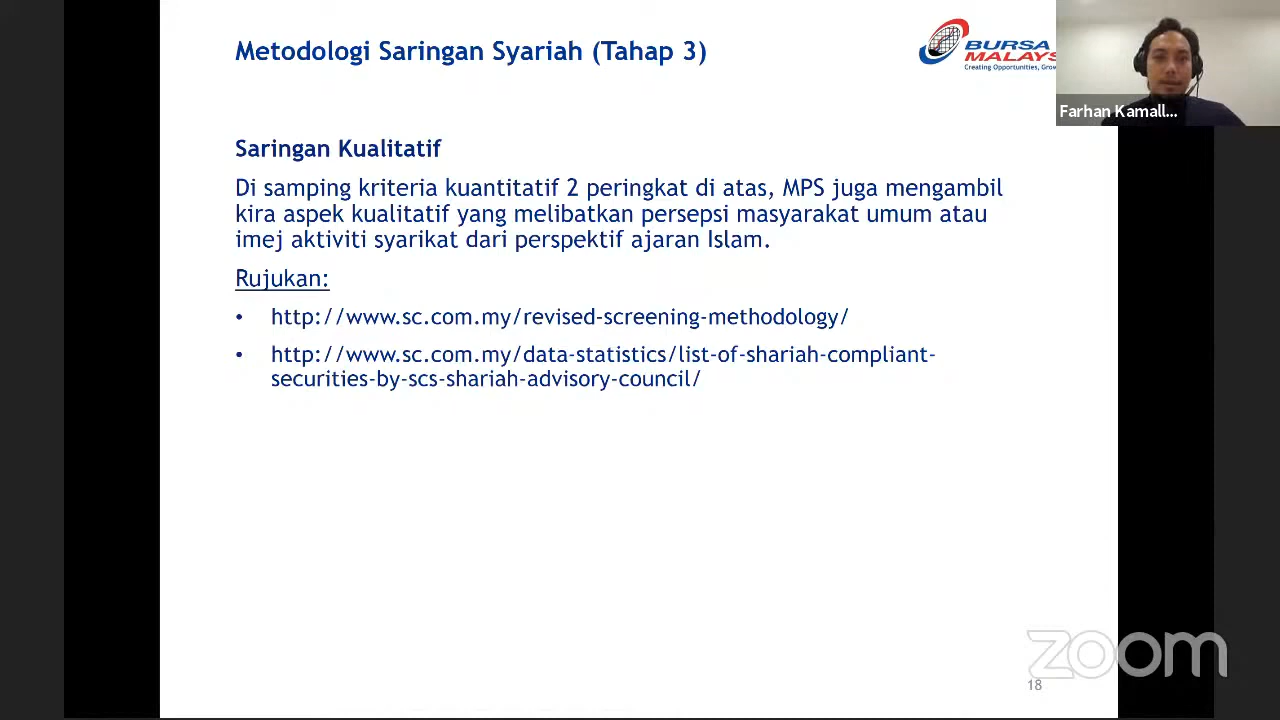 Metodologi Saringan Syariah (Tahap 3)
BURSA
MALAYS
Creating Opportunities, Grow
Farhan Kamall...
Saringan Kualitatif
Di samping kriteria kuantitatif 2 peringkat di atas, MPS juga mengambil
kira aspek kualitatif yang melibatkan persepsi masyarakat umum atau
imej aktiviti syarikat dari perspektif ajaran Islam.
Rujukan:
• http://www.sc.com.my/revised-screening-methodology/
• http://www.sc.com.my/data-statistics/list-of-shariah-compliant-
securities-by-scs-shariah-advisory-council/
zoom
18